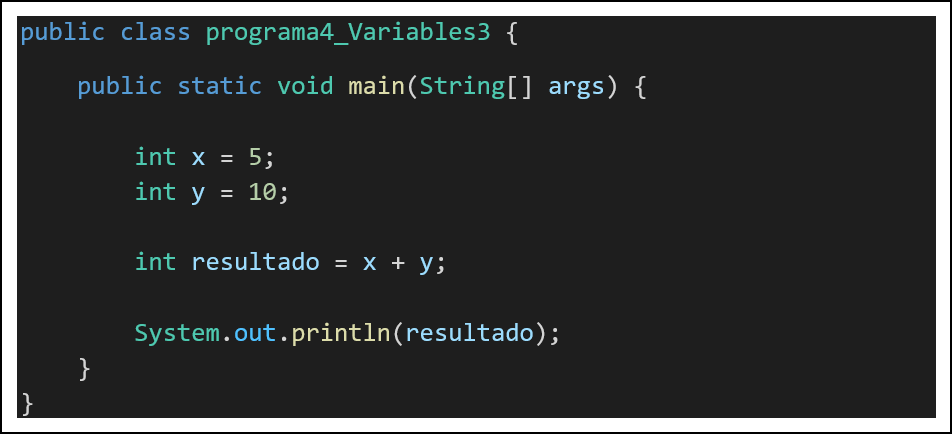 public class programa4_Variables3 {
public static void main(String[] args) {
int x = 5;
int y = 10;
int resultado = x + y;
System.out.println(resultado);
}
}